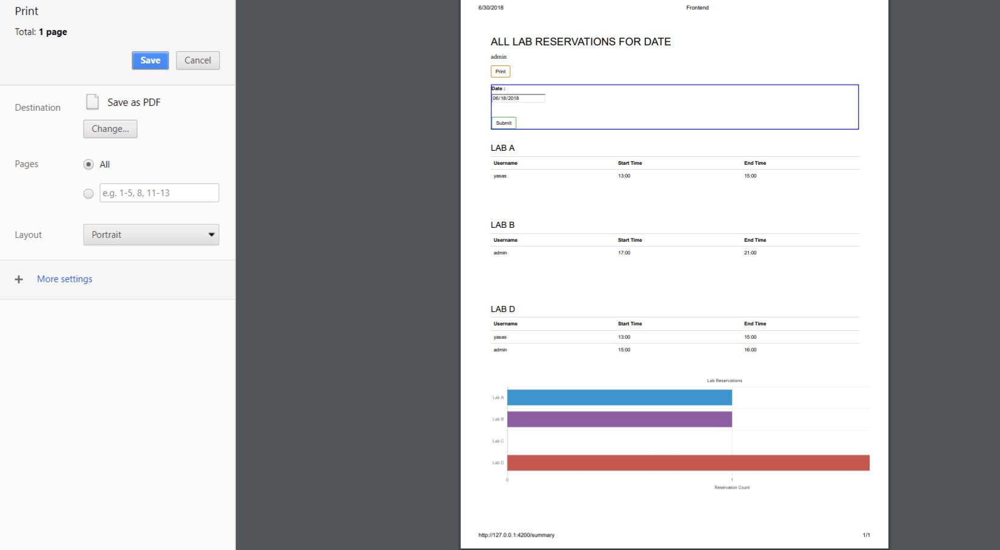 Print
Total: 1 page
Save Cancel
Destination Save as PDF
Change...
Pages All
e.g. 1-5, 8, 11-13
Layout Portrait
+ More settings
6/30/2018 Frontend
ALL LAB RESERVATIONS FOR DATE
admin
Print
Date :
06/18/2018
Submit
LAB A
Username Start Time End Time
yasas 13:00 15:00
LAB B
Username Start Time End Time
admin 17:00 21:00
LAB D
Username Start Time End Time
yasas 13:00 15:00
admin 15:00 16:00
Lab Reservations
Lab A
Lab B
Lab C
Lab D
0 1
Reservation Count
http://127.0.0.1:4200/summary 1/1